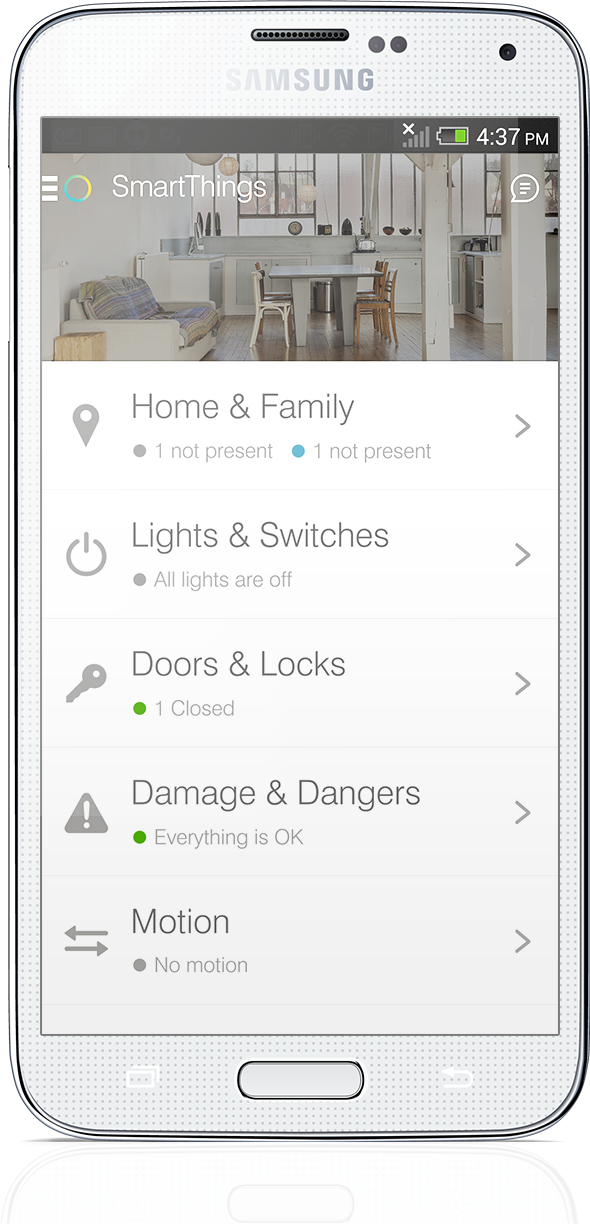 SAMSUNG
4:37 PM
SmartThings
Home & Family
1 not present 1 not present
Lights & Switches
All lights are off
Doors & Locks
1 Closed
Damage & Dangers
Everything is OK
Motion
No motion